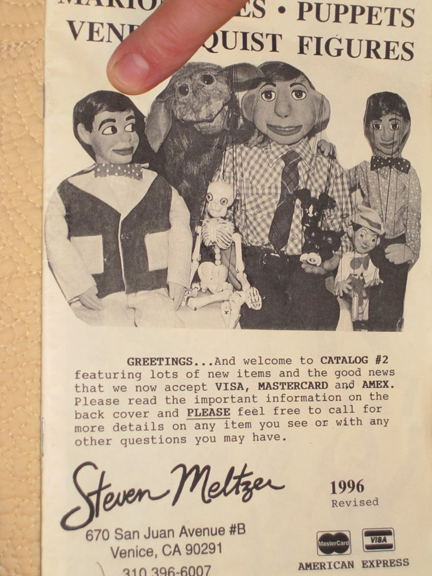 • PUPPETS
QUIST FIGURES
GREETINGS...And welcome to CATALOG #2
featuring lots of new items and the good news
that we now accept VISA, MASTERCARD and AMEX.
Please read the important information on the
back cover and PLEASE feel free to call for
more details on any item you see or with any
other questions you may have.
Steven Meltzer
1996
Revised
670 San Juan Avenue #B
Venice, CA 90291
310 396-6007
MasterCard VISA
AMERICAN EXPRESS